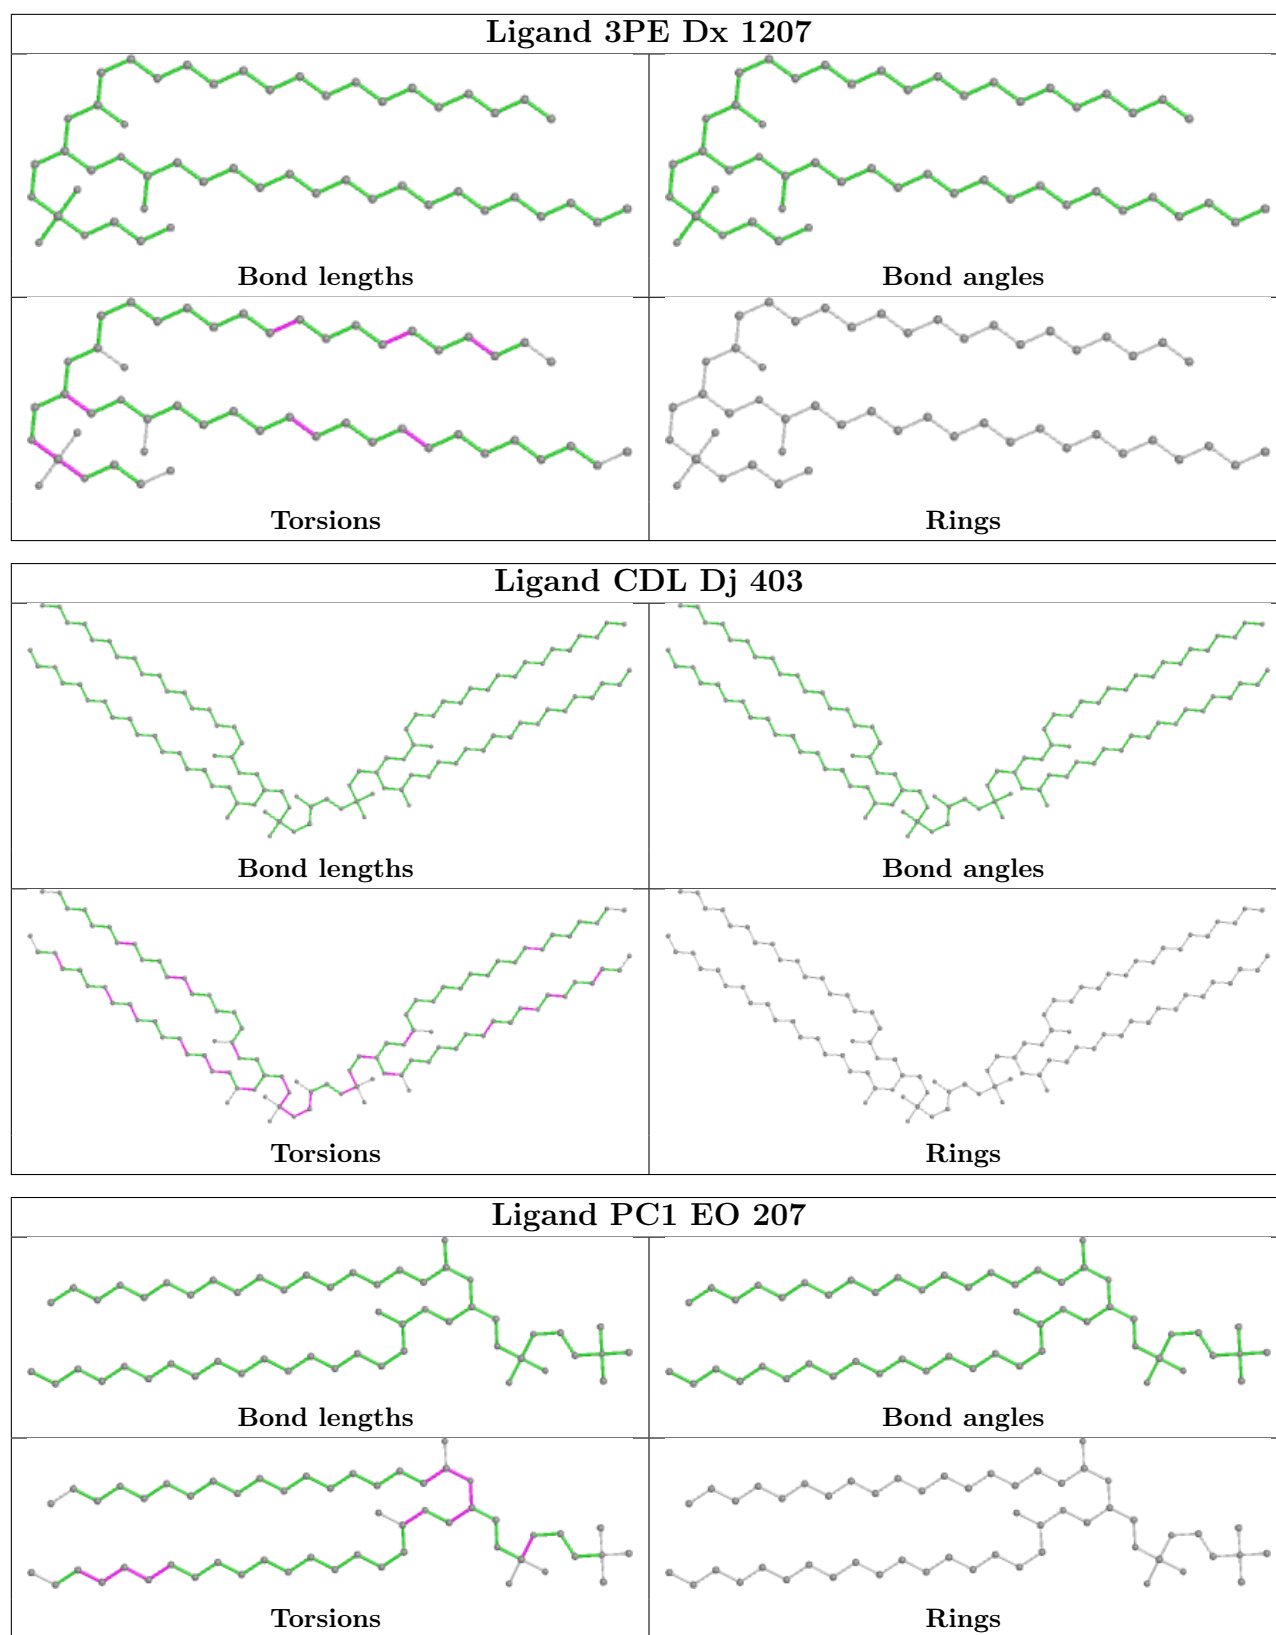 Ligand 3PE Dx 1207
Bond lengths
Bond angles
Torsions
Rings
Ligand CDL Dj 403
Bond lengths
Bond angles
Torsions
Rings
Ligand PC1 EO 207
Bond lengths
Bond angles
Torsions
Rings